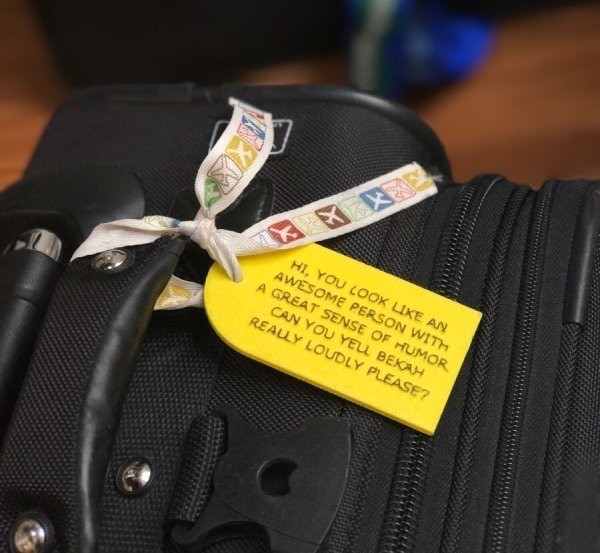 HI, YOU LOOK LIKE AN
AWESOME PERSON WITH
A GREAT SENSE OF HUMOR
CAN YOU YELL BEKAH
REALLY LOUDLY PLEASE?